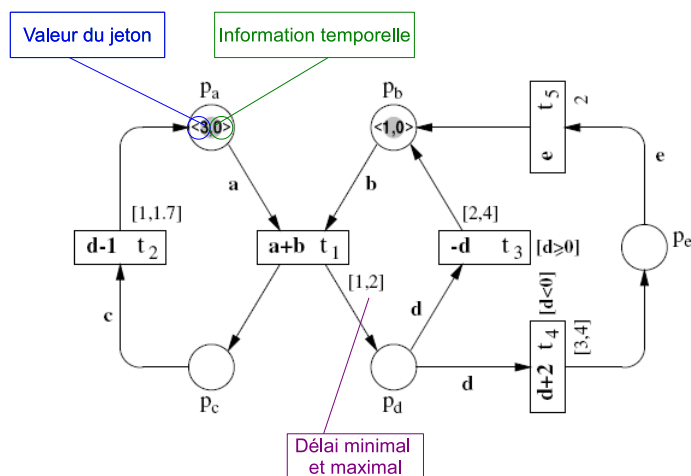 Valeur du jeton
Information temporelle
p_a
p_b
<3,0>
<1,0>
t_5
2
e
e
a
b
[1,1.7]
[2,4]
d-1 t_2
a+b t_1
-d t_3
[d≥0]
p_e
[1,2]
[d<0]
c
d
t_4
d+2
[3,4]
d
p_c
p_d
Délai minimal
et maximal